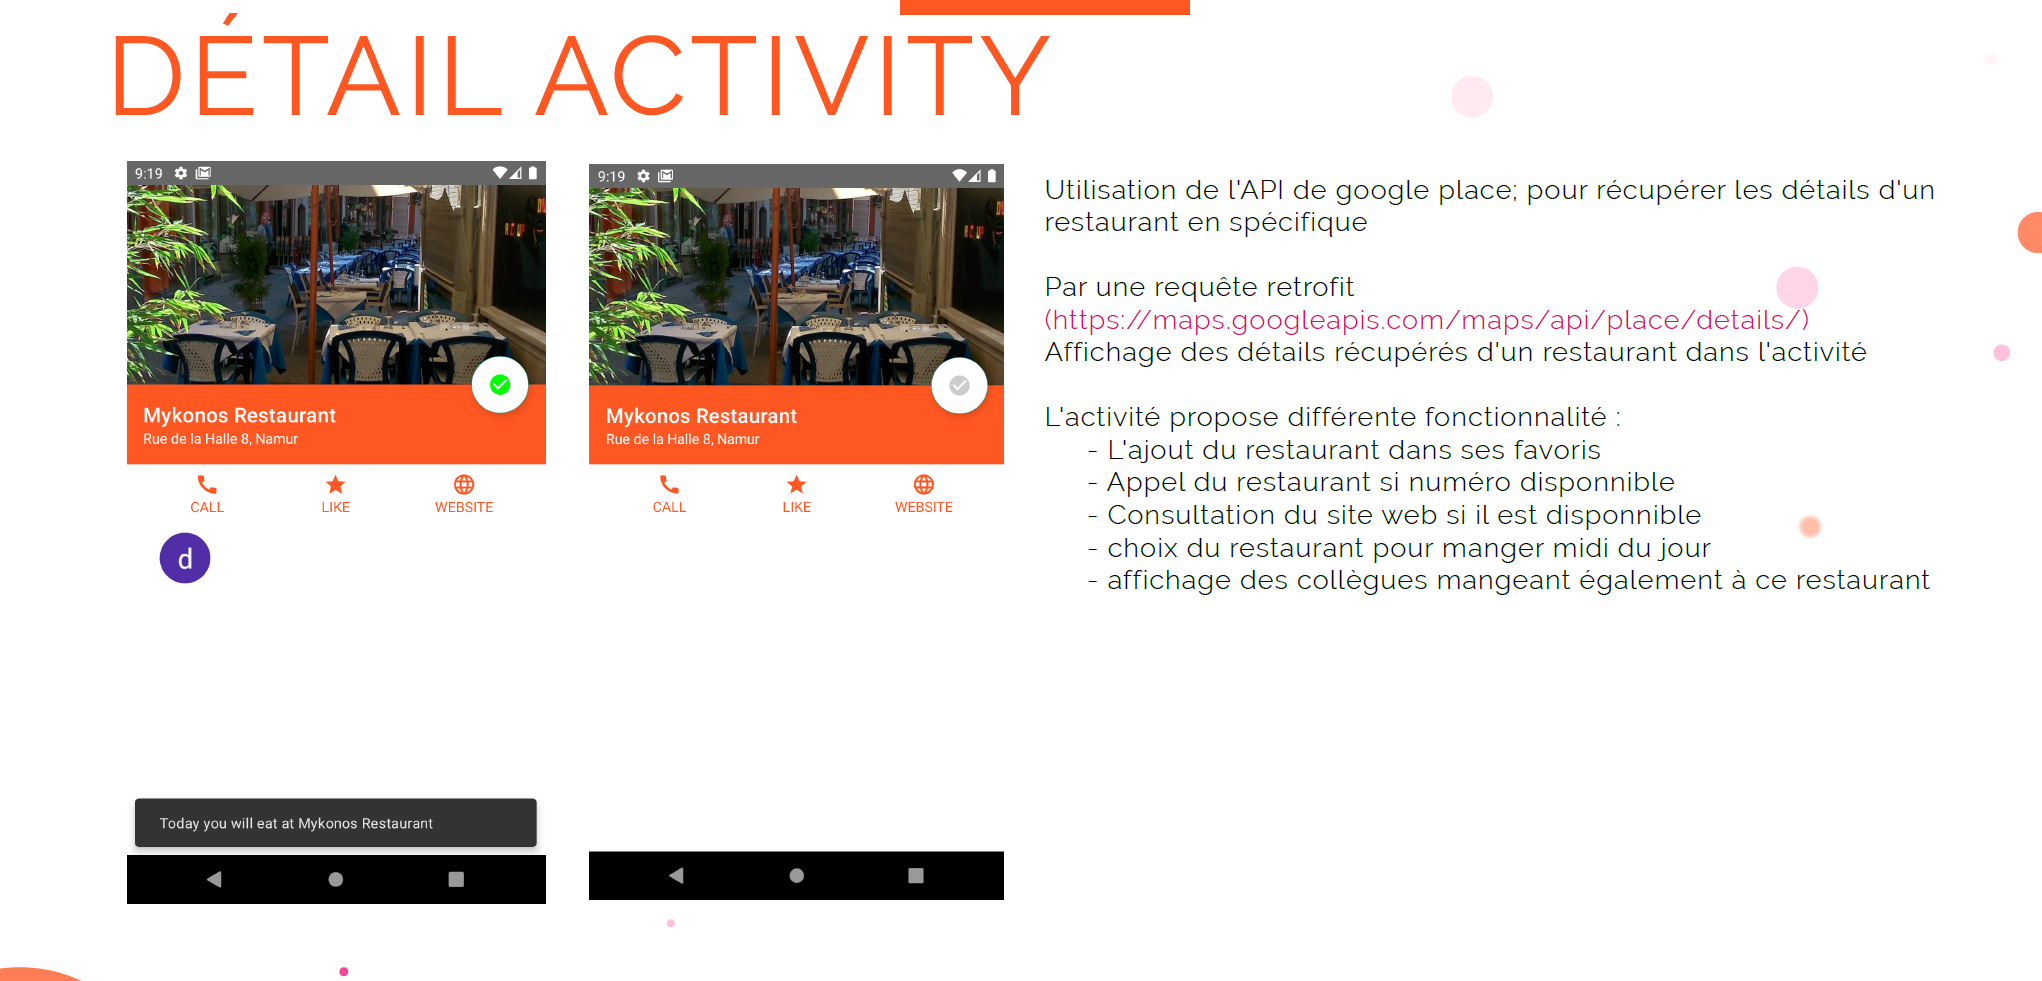 DÉTAIL ACTIVITY
9:19
Mykonos Restaurant
Rue de la Halle 8, Namur
CALL LIKE WEBSITE
d
Today you will eat at Mykonos Restaurant
9:19
Mykonos Restaurant
Rue de la Halle 8, Namur
CALL LIKE WEBSITE
Utilisation de l'API de google place; pour récupérer les détails d'un
restaurant en spécifique
Par une requête retrofit
(https://maps.googleapis.com/maps/api/place/details/)
Affichage des détails récupérés d'un restaurant dans l'activité
L'activité propose différente fonctionnalité :
- L'ajout du restaurant dans ses favoris
- Appel du restaurant si numéro disponnible
- Consultation du site web si il est disponnible
- choix du restaurant pour manger midi du jour
- affichage des collègues mangeant également à ce restaurant